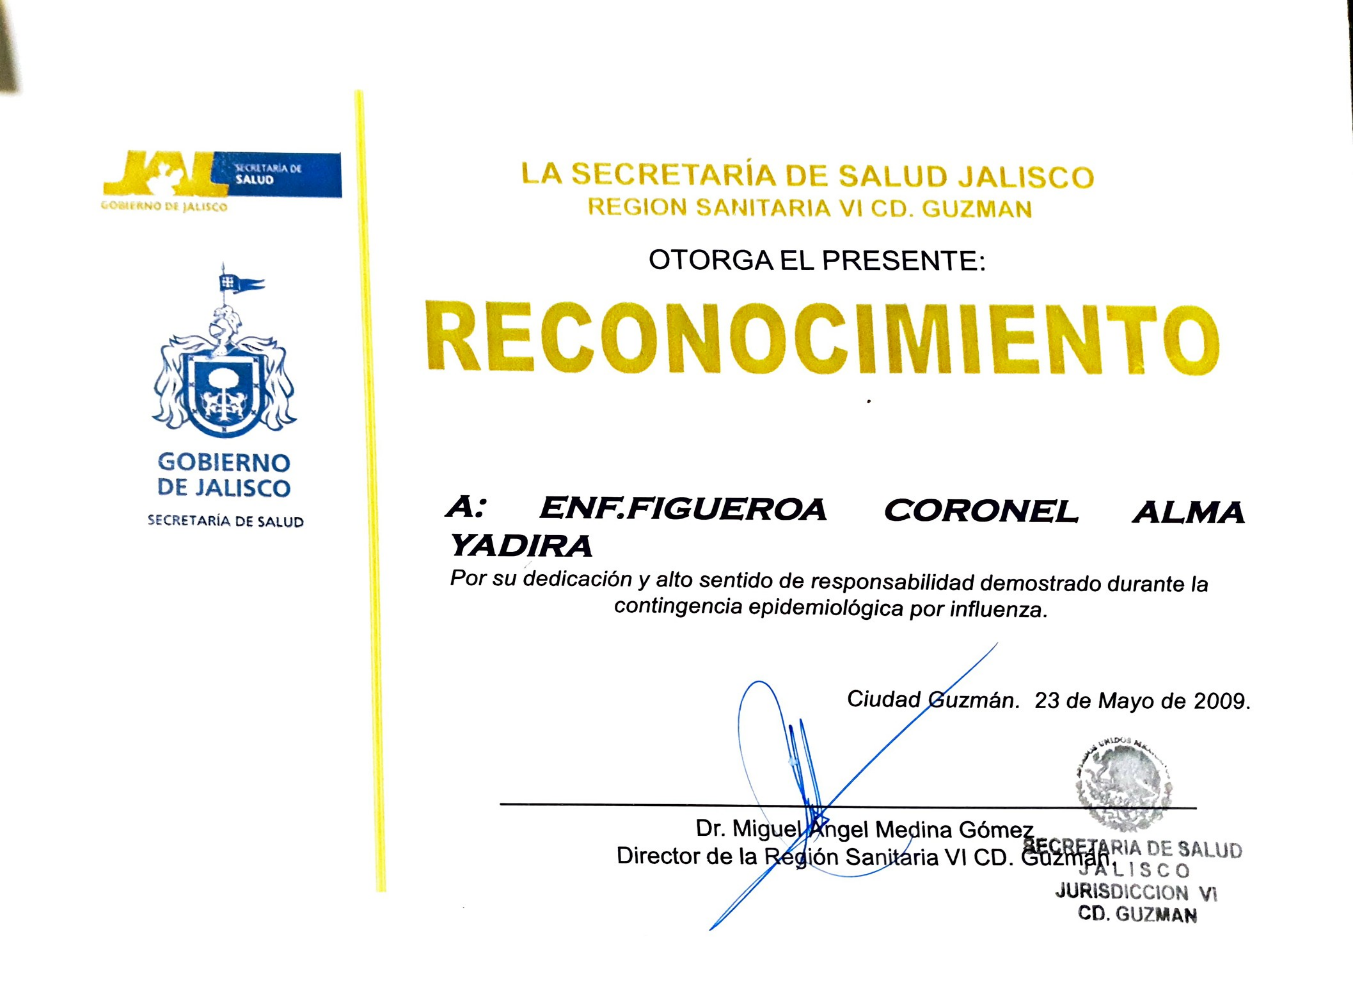 JAL
SECRETARÍA DE
SALUD
GOBIERNO DE JALISCO
GOBIERNO
DE JALISCO
SECRETARÍA DE SALUD
LA SECRETARÍA DE SALUD JALISCO
REGION SANITARIA VI CD. GUZMAN
OTORGA EL PRESENTE:
RECONOCIMIENTO
A: ENF.FIGUEROA CORONEL ALMA
YADIRA
Por su dedicación y alto sentido de responsabilidad demostrado durante la
contingencia epidemiológica por influenza.
Ciudad Guzmán. 23 de Mayo de 2009.
Dr. Miguel Ángel Medina Gómez
Director de la Región Sanitaria VI CD. Guzmán.
UNIDOS
SECRETARIA DE SALUD
JALISCO
JURISDICCION VI
CD. GUZMAN